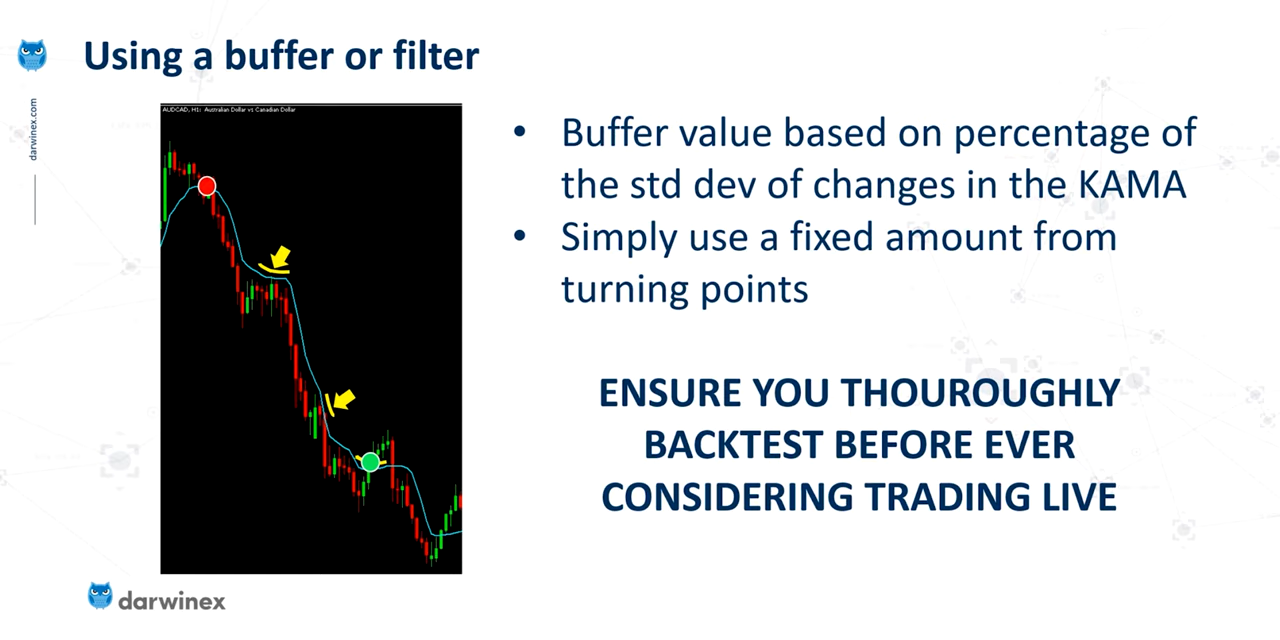 Using a buffer or filter
darwinex.com
AUDCAD, H1: Australian Dollar vs Canadian Dollar
• Buffer value based on percentage of
the std dev of changes in the KAMA
• Simply use a fixed amount from
turning points
ENSURE YOU THOUROUGHLY
BACKTEST BEFORE EVER
CONSIDERING TRADING LIVE
darwinex